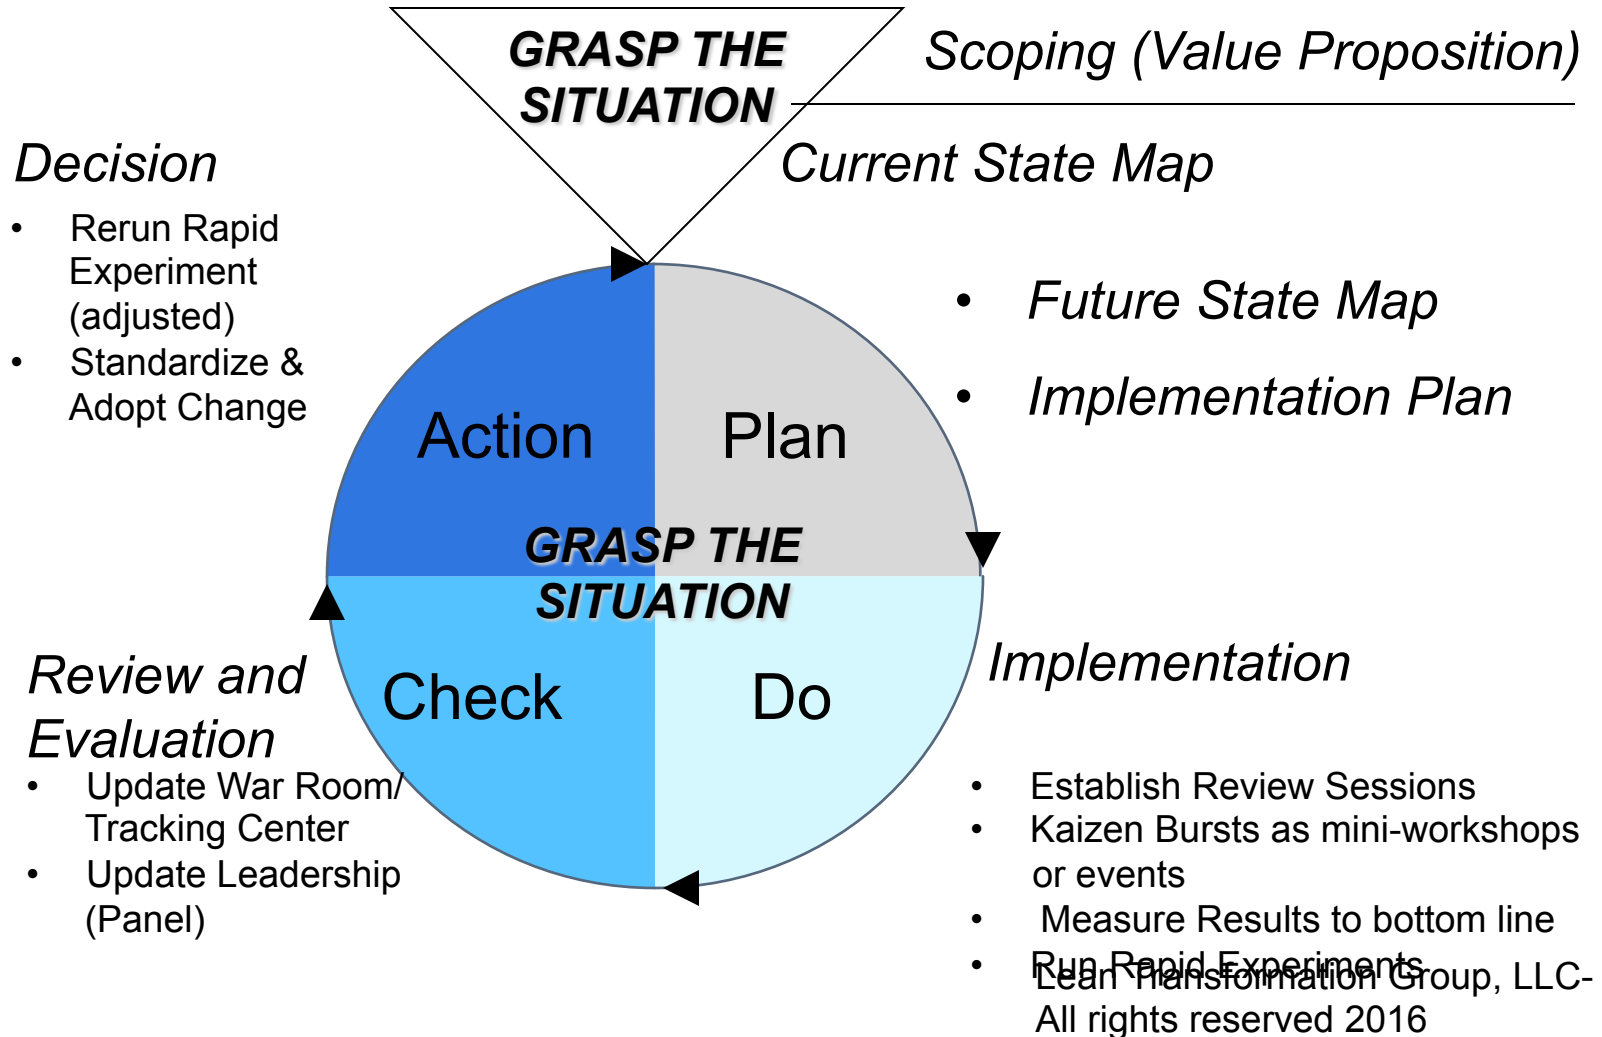 GRASP THE
SITUATION
Scoping (Value Proposition)
Current State Map
Decision
• Rerun Rapid
Experiment
(adjusted)
• Standardize &
Adopt Change
• Future State Map
• Implementation Plan
Action
Plan
GRASP THE
SITUATION
Check
Do
Review and
Evaluation
• Update War Room/
Tracking Center
• Update Leadership
(Panel)
Implementation
• Establish Review Sessions
• Kaizen Bursts as mini-workshops
or events
• Measure Results to bottom line
• Run Rapid Experiments
Lean Transformation Group, LLC-
All rights reserved 2016